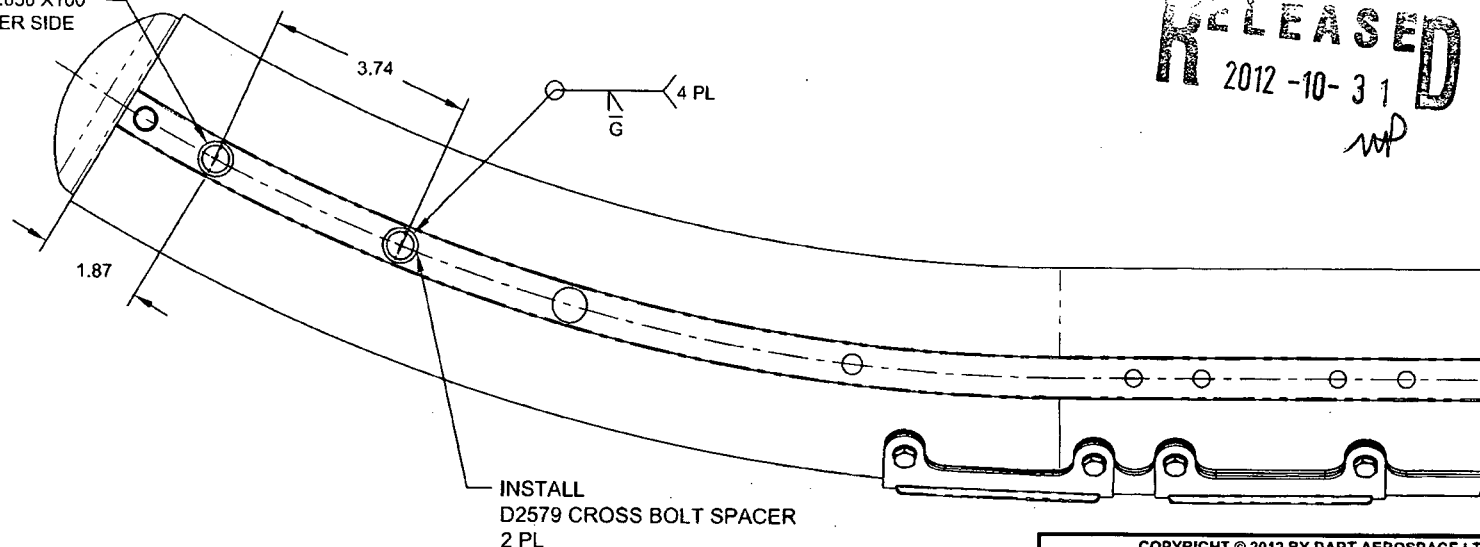 ER SIDE
3.74
4 PL
G
1.87
INSTALL
D2579 CROSS BOLT SPACER
2 PL
RELEASED
2012 -10- 3 1